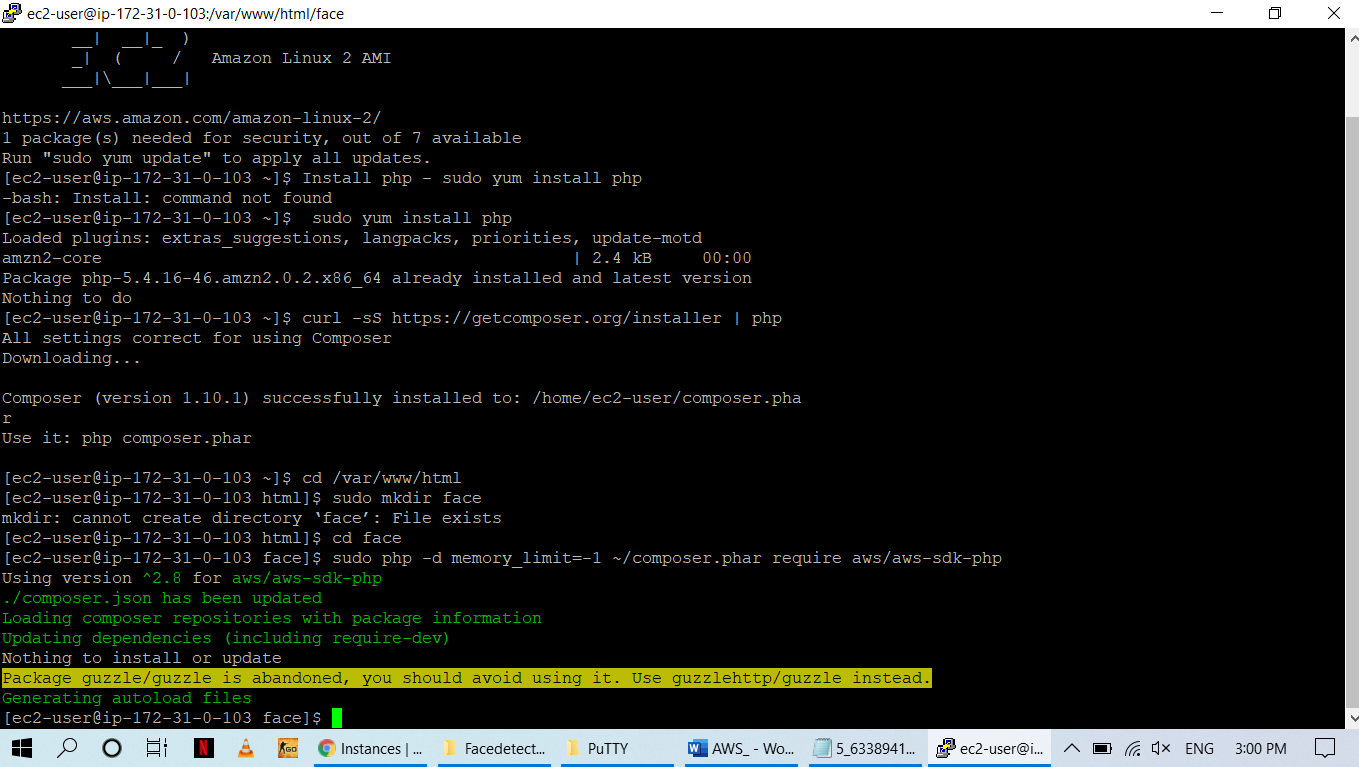 ec2-user@ip-172-31-0-103:/var/www/html/face
__|  __|_  )
_|  (     /   Amazon Linux 2 AMI
___|\___|___|
https://aws.amazon.com/amazon-linux-2/
1 package(s) needed for security, out of 7 available
Run "sudo yum update" to apply all updates.
[ec2-user@ip-172-31-0-103 ~]$ Install php - sudo yum install php
-bash: Install: command not found
[ec2-user@ip-172-31-0-103 ~]$  sudo yum install php
Loaded plugins: extras_suggestions, langpacks, priorities, update-motd
amzn2-core | 2.4 kB 00:00
Package php-5.4.16-46.amzn2.0.2.x86_64 already installed and latest version
Nothing to do
[ec2-user@ip-172-31-0-103 ~]$ curl -sS https://getcomposer.org/installer | php
All settings correct for using Composer
Downloading...
Composer (version 1.10.1) successfully installed to: /home/ec2-user/composer.pha
r
Use it: php composer.phar
[ec2-user@ip-172-31-0-103 ~]$ cd /var/www/html
[ec2-user@ip-172-31-0-103 html]$ sudo mkdir face
mkdir: cannot create directory ‘face’: File exists
[ec2-user@ip-172-31-0-103 html]$ cd face
[ec2-user@ip-172-31-0-103 face]$ sudo php -d memory_limit=-1 ~/composer.phar require aws/aws-sdk-php
Using version ^2.8 for aws/aws-sdk-php
./composer.json has been updated
Loading composer repositories with package information
Updating dependencies (including require-dev)
Nothing to install or update
Package guzzle/guzzle is abandoned, you should avoid using it. Use guzzlehttp/guzzle instead.
Generating autoload files
[ec2-user@ip-172-31-0-103 face]$
N
GO
Instances | ...
Facedetect...
PuTTY
W
AWS_ - Wo...
5_6338941...
ec2-user@i...
ENG
3:00 PM